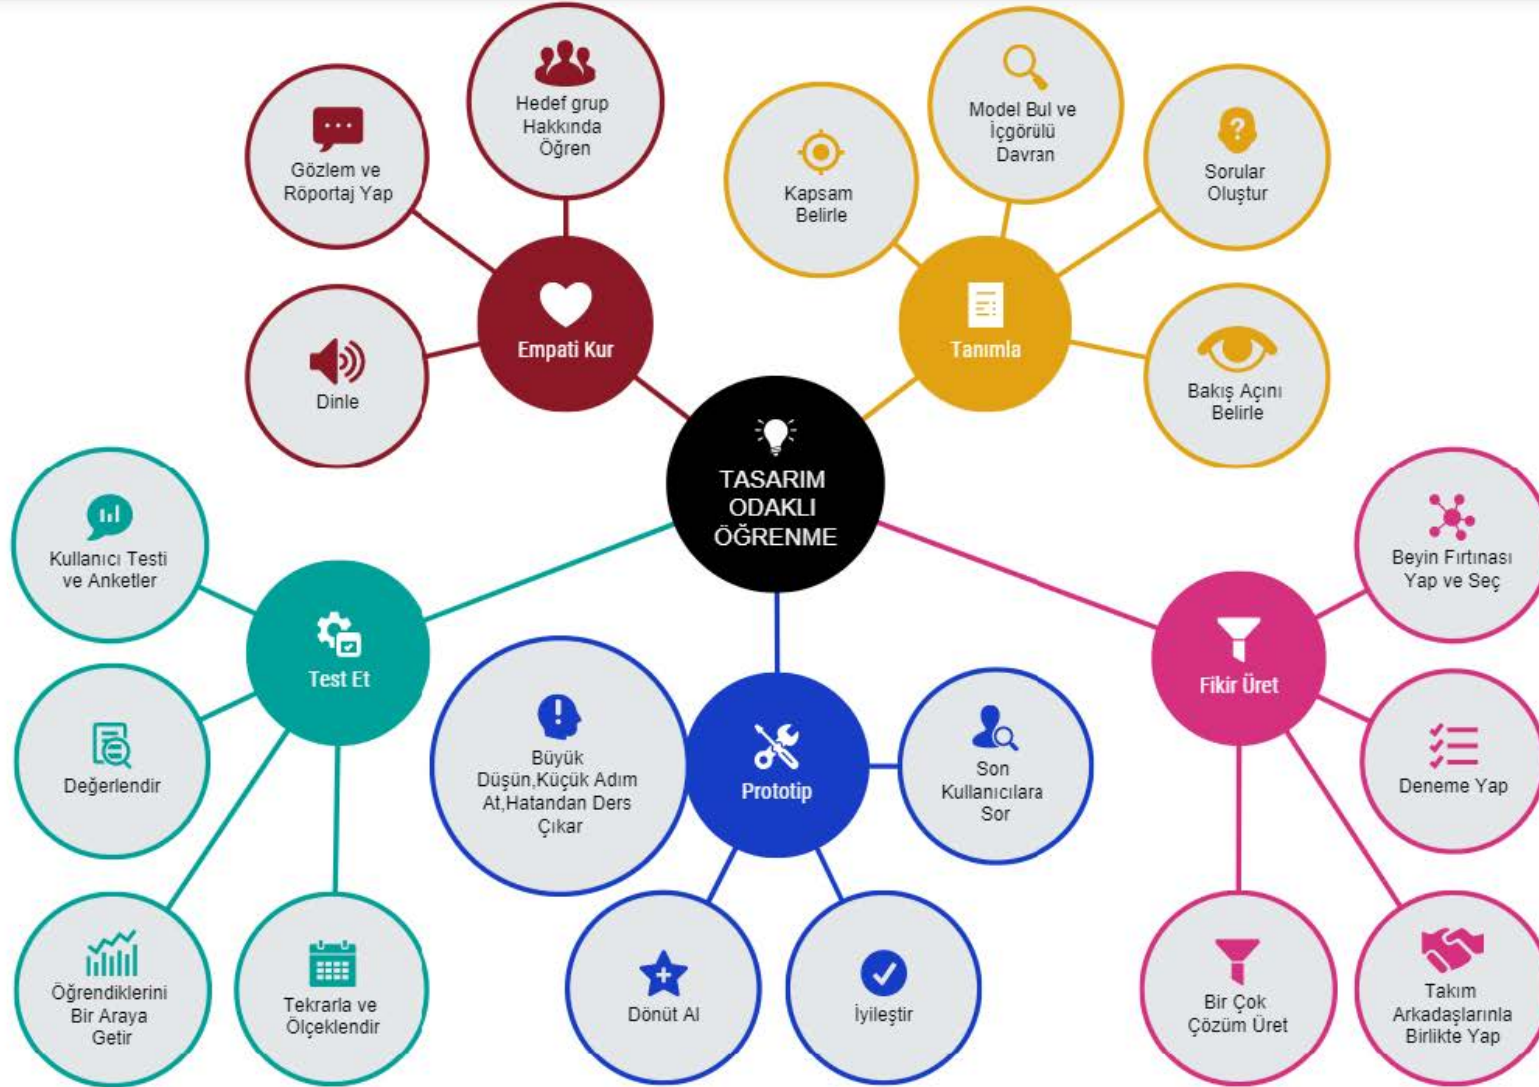 Hedef grup
Hakkında
Öğren
Gözlem ve
Röportaj Yap
Dinle
Empati Kur
Model Bul ve
İçgörülü
Davran
Kapsam
Belirle
Sorular
Oluştur
Tanımla
Bakış Açını
Belirle
TASARIM
ODAKLI
ÖĞRENME
Kullanıcı Testi
ve Anketler
Test Et
Değerlendir
Öğrendiklerini
Bir Araya
Getir
Tekrarla ve
Ölçeklendir
Büyük
Düşün,Küçük Adım
At,Hatandan Ders
Çıkar
Prototip
Son
Kullanıcılara
Sor
Dönüt Al
İyileştir
Beyin Fırtınası
Yap ve Seç
Fikir Üret
Deneme Yap
Bir Çok
Çözüm Üret
Takım
Arkadaşlarınla
Birlikte Yap